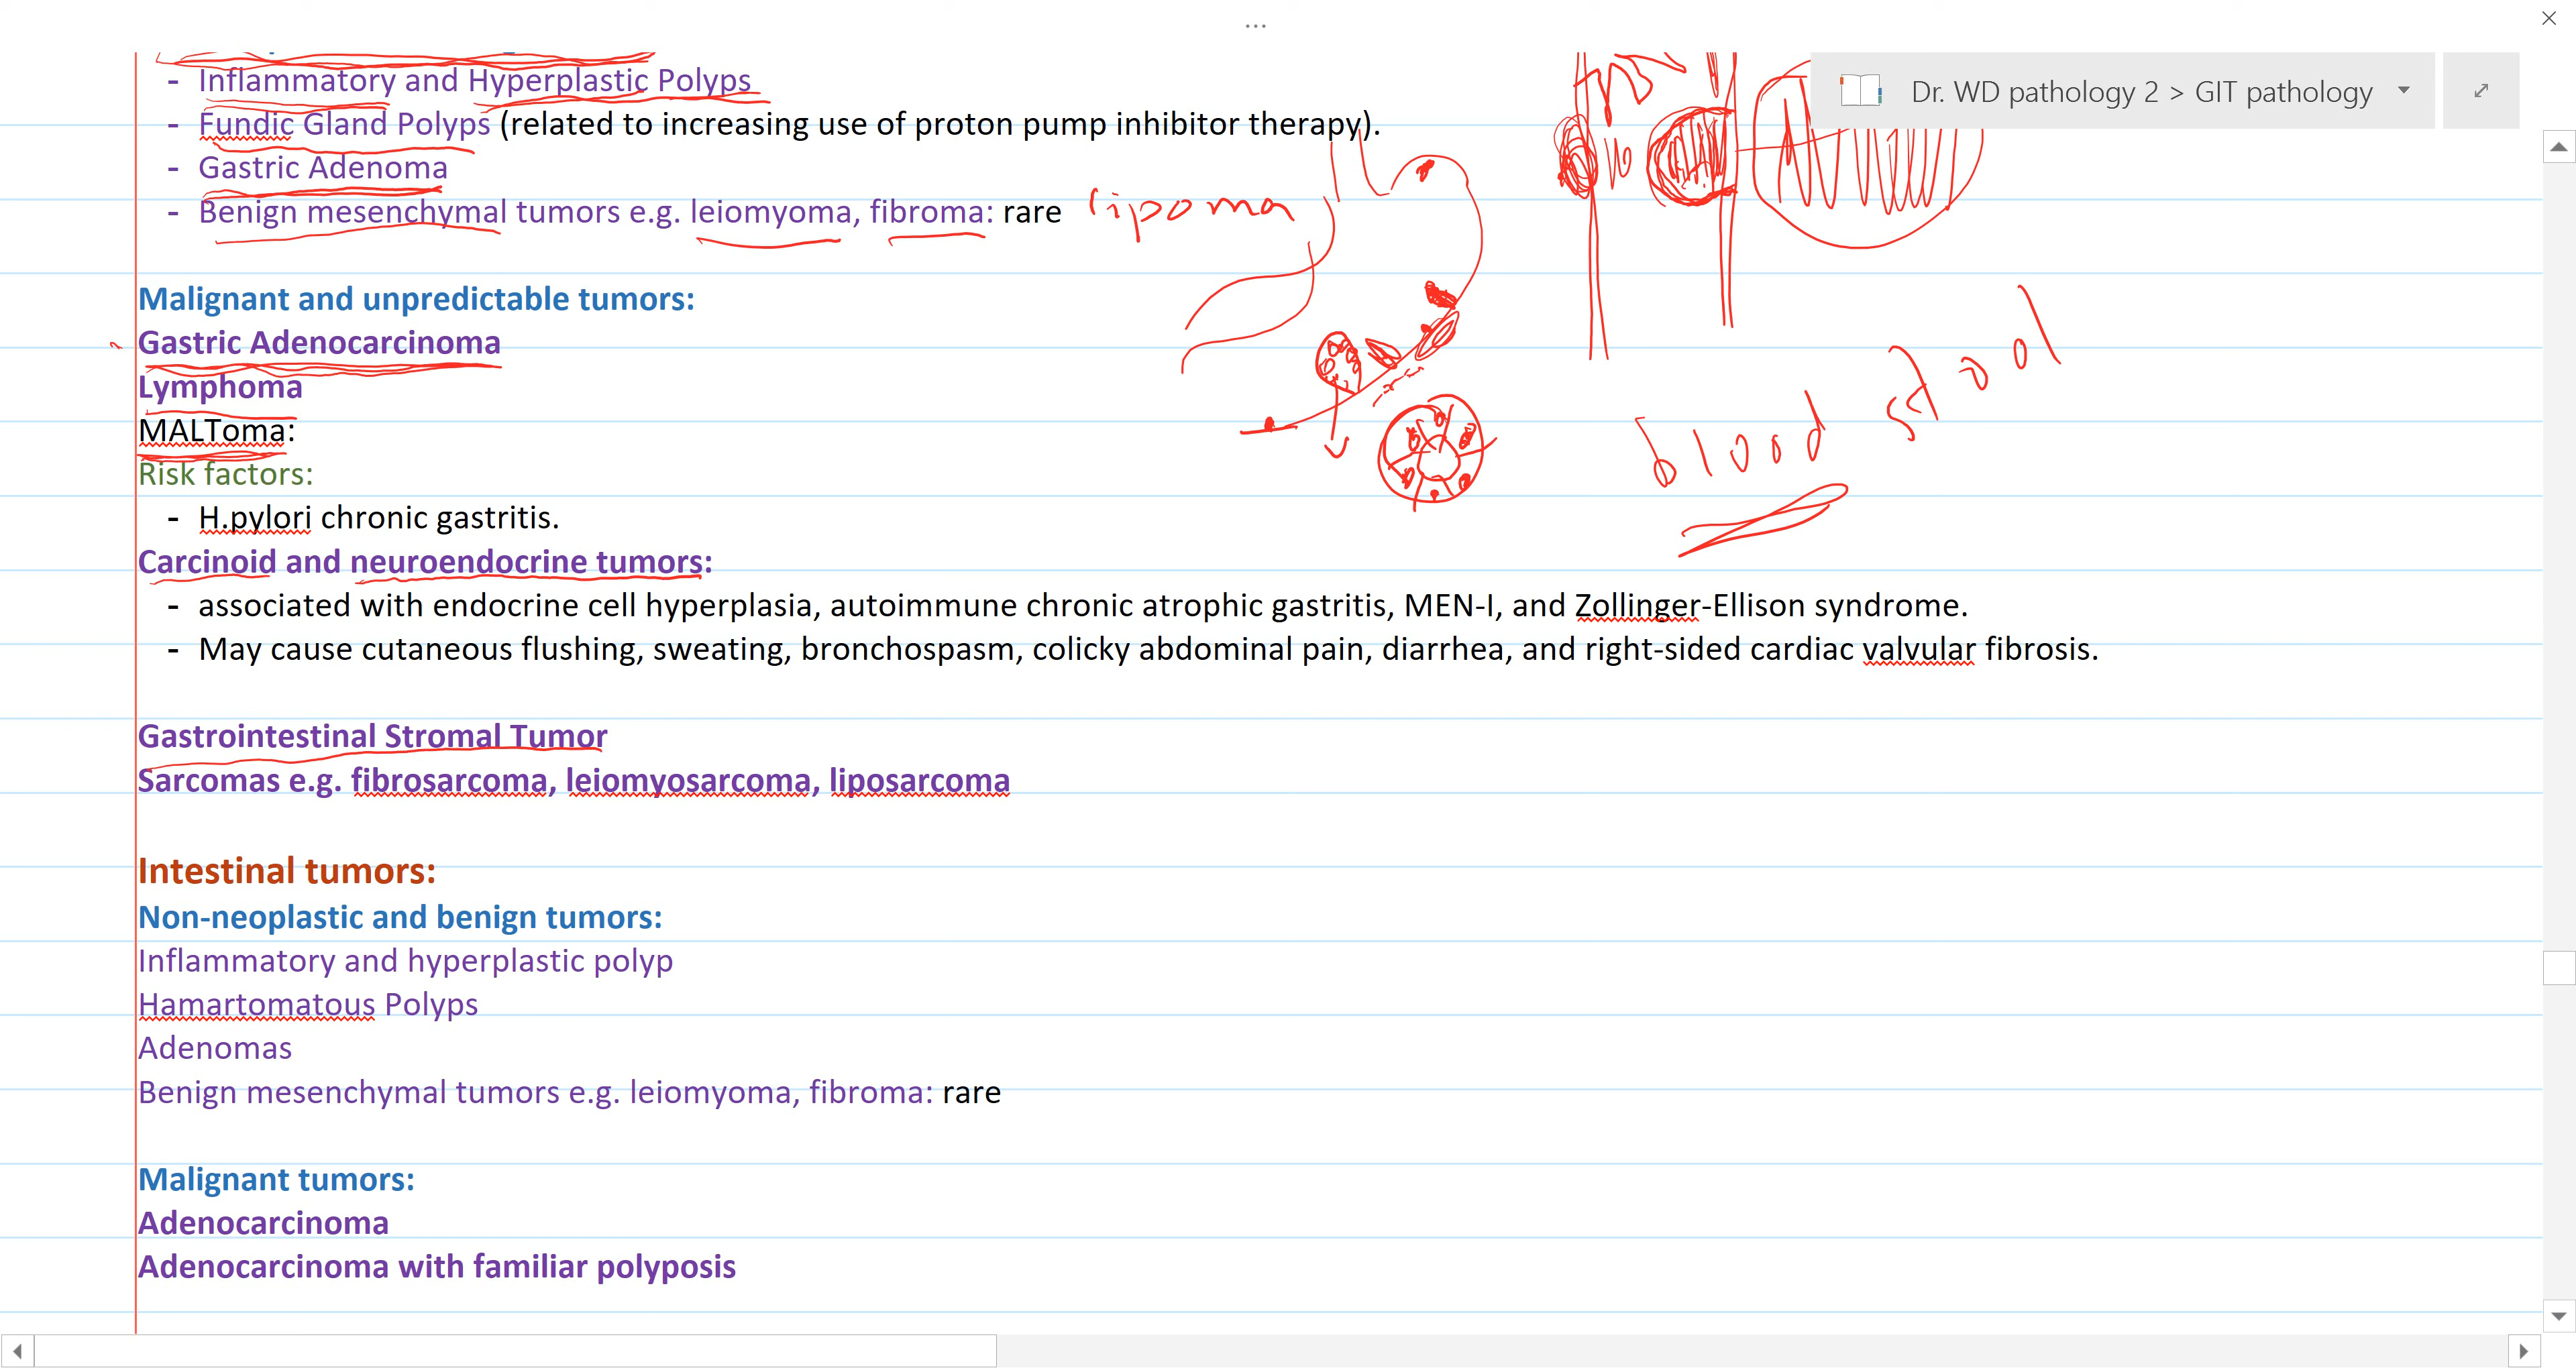 Dr. WD pathology 2 > GIT pathology
- Inflammatory and Hyperplastic Polyps
- Fundic Gland Polyps (related to increasing use of proton pump inhibitor therapy).
- Gastric Adenoma
- Benign mesenchymal tumors e.g. leiomyoma, fibroma: rare lipoma
Malignant and unpredictable tumors:
Gastric Adenocarcinoma
Lymphoma
MALToma:
blood stool
Risk factors:
- H.pylori chronic gastritis.
Carcinoid and neuroendocrine tumors:
- associated with endocrine cell hyperplasia, autoimmune chronic atrophic gastritis, MEN-I, and Zollinger-Ellison syndrome.
- May cause cutaneous flushing, sweating, bronchospasm, colicky abdominal pain, diarrhea, and right-sided cardiac valvular fibrosis.
Gastrointestinal Stromal Tumor
Sarcomas e.g. fibrosarcoma, leiomyosarcoma, liposarcoma
Intestinal tumors:
Non-neoplastic and benign tumors:
Inflammatory and hyperplastic polyp
Hamartomatous Polyps
Adenomas
Benign mesenchymal tumors e.g. leiomyoma, fibroma: rare
Malignant tumors:
Adenocarcinoma
Adenocarcinoma with familiar polyposis